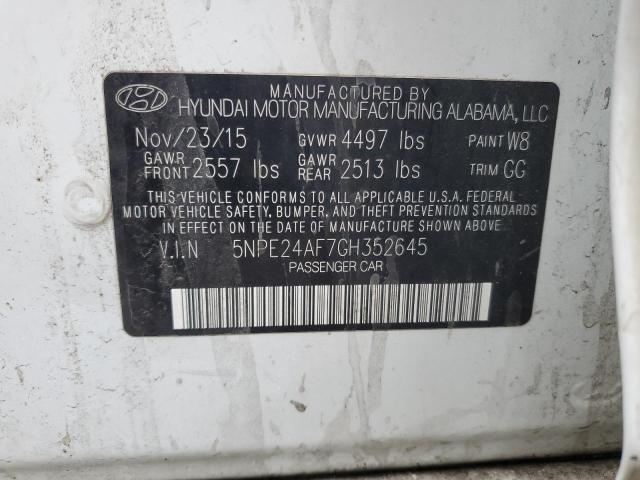 MANUFACTURED BY
HYUNDAI MOTOR MANUFACTURING ALABAMA, LLC
Nov/23/15 GVWR 4497 lbs PAINT W8
GAWR FRONT 2557 lbs GAWR REAR 2513 lbs TRIM GG
THIS VEHICLE CONFORMS TO ALL APPLICABLE U.S.A. FEDERAL
MOTOR VEHICLE SAFETY, BUMPER, AND THEFT PREVENTION STANDARDS
IN EFFECT ON THE DATE OF MANUFACTURE SHOWN ABOVE.
V.I.N 5NPE24AF7GH352645
PASSENGER CAR